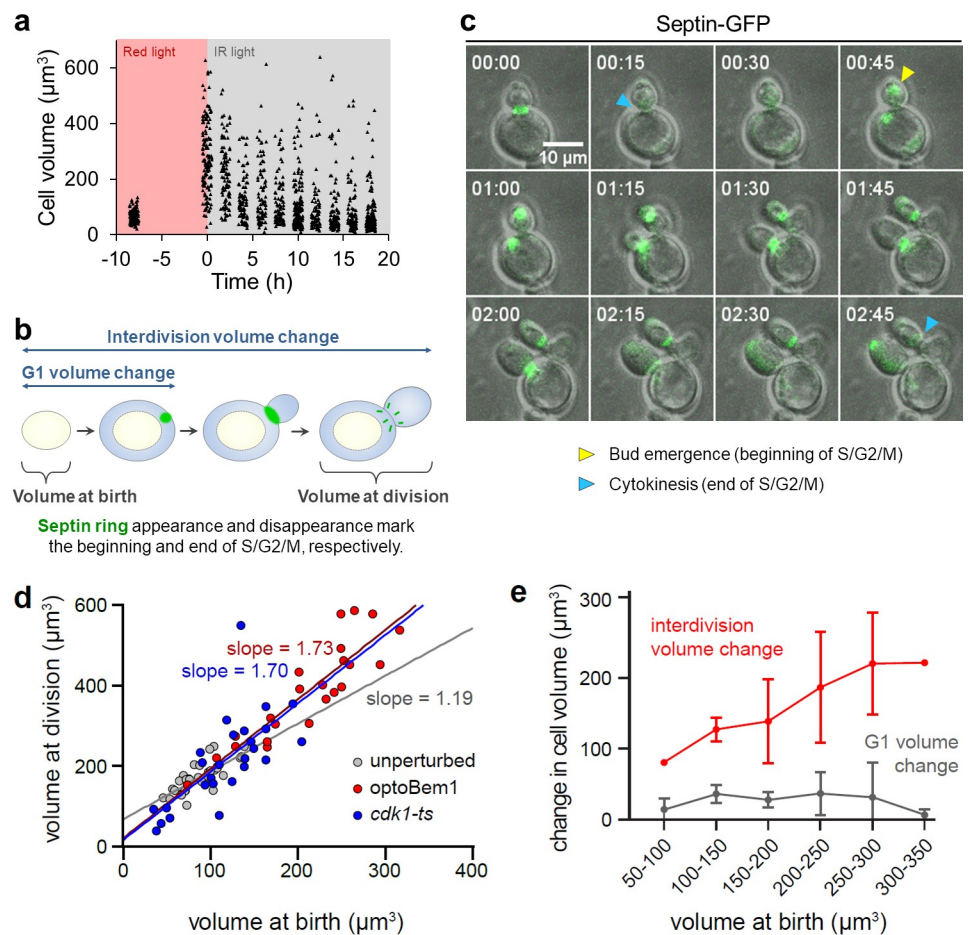 a
Cell volume (µm³)
600
400
200
0
Red light
IR light
-10
-5
0
5
10
15
20
Time (h)
b
Interdivision volume change
G1 volume change
Volume at birth
Volume at division
Septin ring appearance and disappearance mark
the beginning and end of S/G2/M, respectively.
c
Septin-GFP
00:00
00:15
00:30
00:45
10 µm
01:00
01:15
01:30
01:45
02:00
02:15
02:30
02:45
Bud emergence (beginning of S/G2/M)
Cytokinesis (end of S/G2/M)
d
volume at division (µm³)
600
400
200
0
slope = 1.73
slope = 1.70
slope = 1.19
unperturbed
optoBem1
cdk1-ts
0
100
200
300
400
volume at birth (µm³)
e
change in cell volume (µm³)
300
200
100
0
interdivision
volume change
G1 volume
change
50-100
100-150
150-200
200-250
250-300
300-350
volume at birth (µm³)